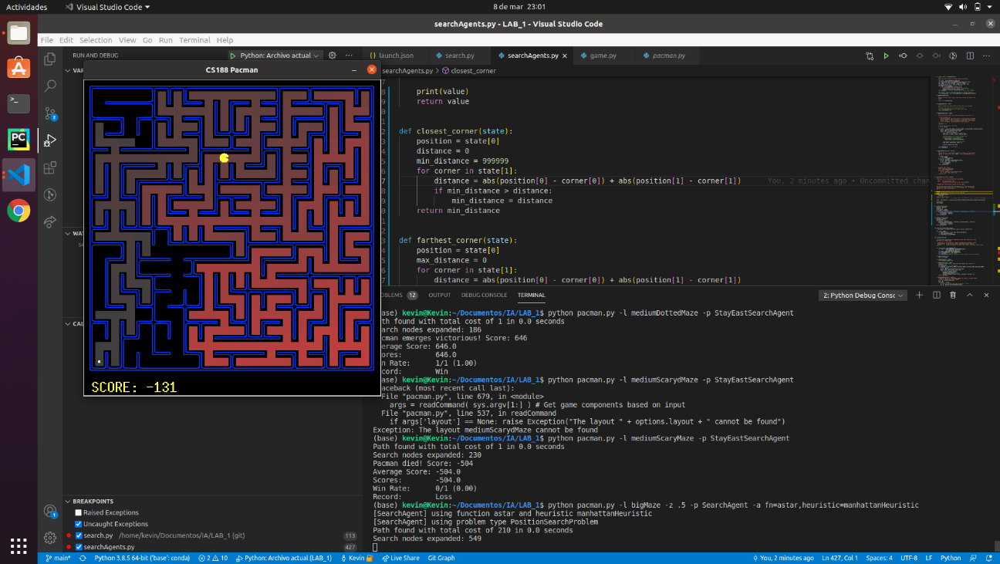 Actividades
Visual Studio Code
8 de mar 23:01
searchAgents.py - LAB_1 - Visual Studio Code
File Edit Selection View Go Run Terminal Help
RUN AND DEBUG
Python: Archivo actual
launch.json
search.py
searchAgents.py
game.py
pacman.py
VAR
CS188 Pacman
SCORE: -131
WAT
CAL
earchAgents.py > closest_corner
print(value)
return value
def closest_corner(state):
position = state[0]
distance = 0
min_distance = 999999
for corner in state[1]:
distance = abs(position[0] - corner[0]) + abs(position[1] - corner[1])
You, 2 minutes ago • Uncommitted chan
if min_distance > distance:
min_distance = distance
return min_distance
def farthest_corner(state):
position = state[0]
max_distance = 0
for corner in state[1]:
distance = abs(position[0] - corner[0]) + abs(position[1] - corner[1])
OBLEMS 12 OUTPUT DEBUG CONSOLE TERMINAL
2: Python Debug Consc
ase) kevin@Kevin:~/Documentos/IA/LAB_1$ python pacman.py -l mediumDottedMaze -p StayEastSearchAgent
th found with total cost of 1 in 0.0 seconds
arch nodes expanded: 186
cman emerges victorious! Score: 646
erage Score: 646.0
ores: 646.0
n Rate: 1/1 (1.00)
cord: Win
ase) kevin@Kevin:~/Documentos/IA/LAB_1$ python pacman.py -l mediumScarydMaze -p StayEastSearchAgent
aceback (most recent call last):
File "pacman.py", line 679, in <module>
args = readCommand( sys.argv[1:] ) # Get game components based on input
File "pacman.py", line 537, in readCommand
if args['layout'] == None: raise Exception("The layout " + options.layout + " cannot be found")
Exception: The layout mediumScarydMaze cannot be found
(base) kevin@Kevin:~/Documentos/IA/LAB_1$ python pacman.py -l mediumScaryMaze -p StayEastSearchAgent
Path found with total cost of 1 in 0.0 seconds
Search nodes expanded: 230
Pacman died! Score: -504
Average Score: -504.0
Scores: -504.0
Win Rate: 0/1 (0.00)
Record: Loss
(base) kevin@Kevin:~/Documentos/IA/LAB_1$ python pacman.py -l bigMaze -z .5 -p SearchAgent -a fn=astar,heuristic=manhattanHeuristic
[SearchAgent] using function astar and heuristic manhattanHeuristic
[SearchAgent] using problem type PositionSearchProblem
Path found with total cost of 210 in 0.0 seconds
Search nodes expanded: 549
BREAKPOINTS
Raised Exceptions
Uncaught Exceptions
search.py /home/kevin/Documentos/IA/LAB_1 (git) 113
searchAgents.py 427
main* Python 3.8.5 64-bit ('base': conda) 2 10 Python: Archivo actual (LAB_1) Kevin Live Share Git Graph You, 2 minutes ago Ln 427, Col 1 Spaces: 4 UTF-8 LF Python